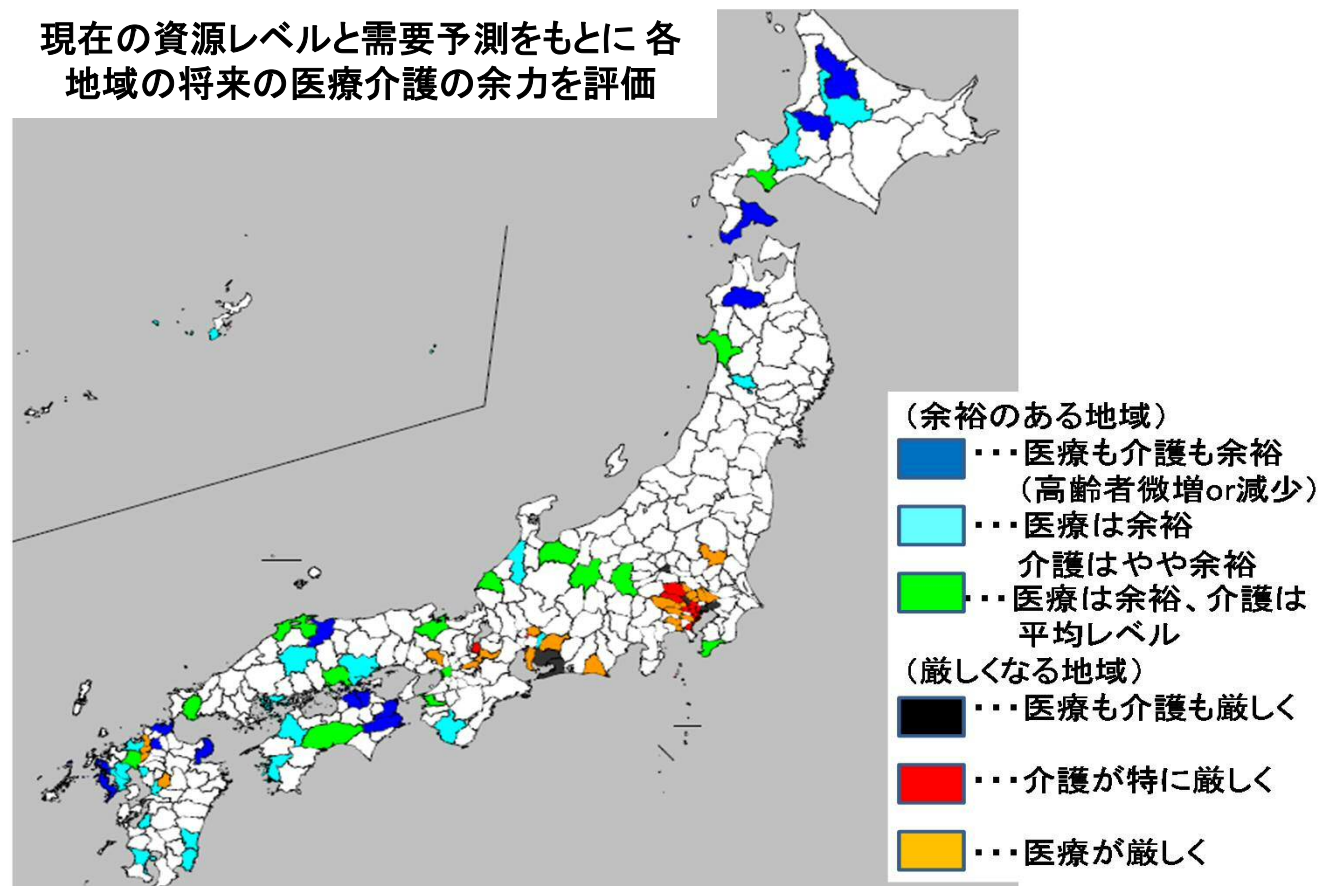 現在の資源レベルと需要予測をもとに 各
地域の将来の医療介護の余力を評価
(余裕のある地域)
・・・医療も介護も余裕
(高齢者微増or減少)
・・・医療は余裕
介護はやや余裕
・・・医療は余裕、介護は
平均レベル
(厳しくなる地域)
・・・医療も介護も厳しく
・・・介護が特に厳しく
・・・医療が厳しく